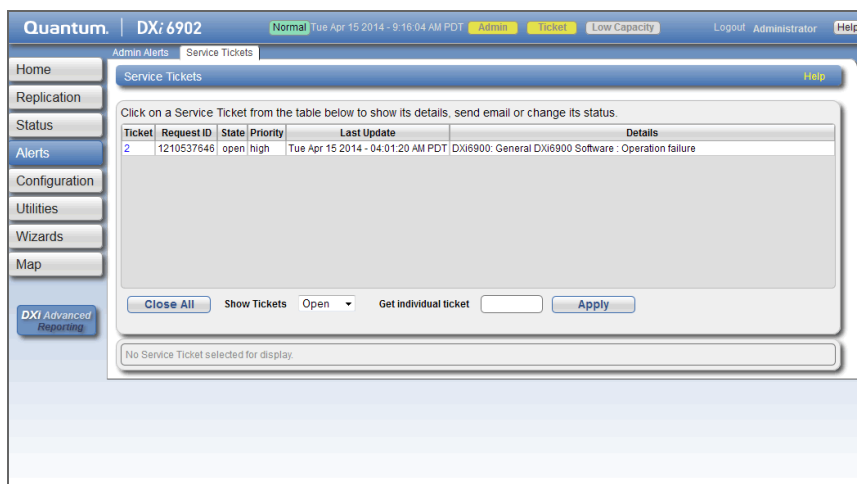 Quantum. DXi 6902 Normal Tue Apr 15 2014 - 9:16:04 AM PDT Admin Ticket Low Capacity Logout Administrator Help
Admin Alerts Service Tickets
Home
Replication
Status
Alerts
Configuration
Utilities
Wizards
Map
DXi Advanced
Reporting
Service Tickets Help
Click on a Service Ticket from the table below to show its details, send email or change its status.
Ticket Request ID State Priority Last Update Details
2 1210537646 open high Tue Apr 15 2014 - 04:01:20 AM PDT DXi6900: General DXi6900 Software : Operation failure
Close All Show Tickets Open Get individual ticket Apply
No Service Ticket selected for display.